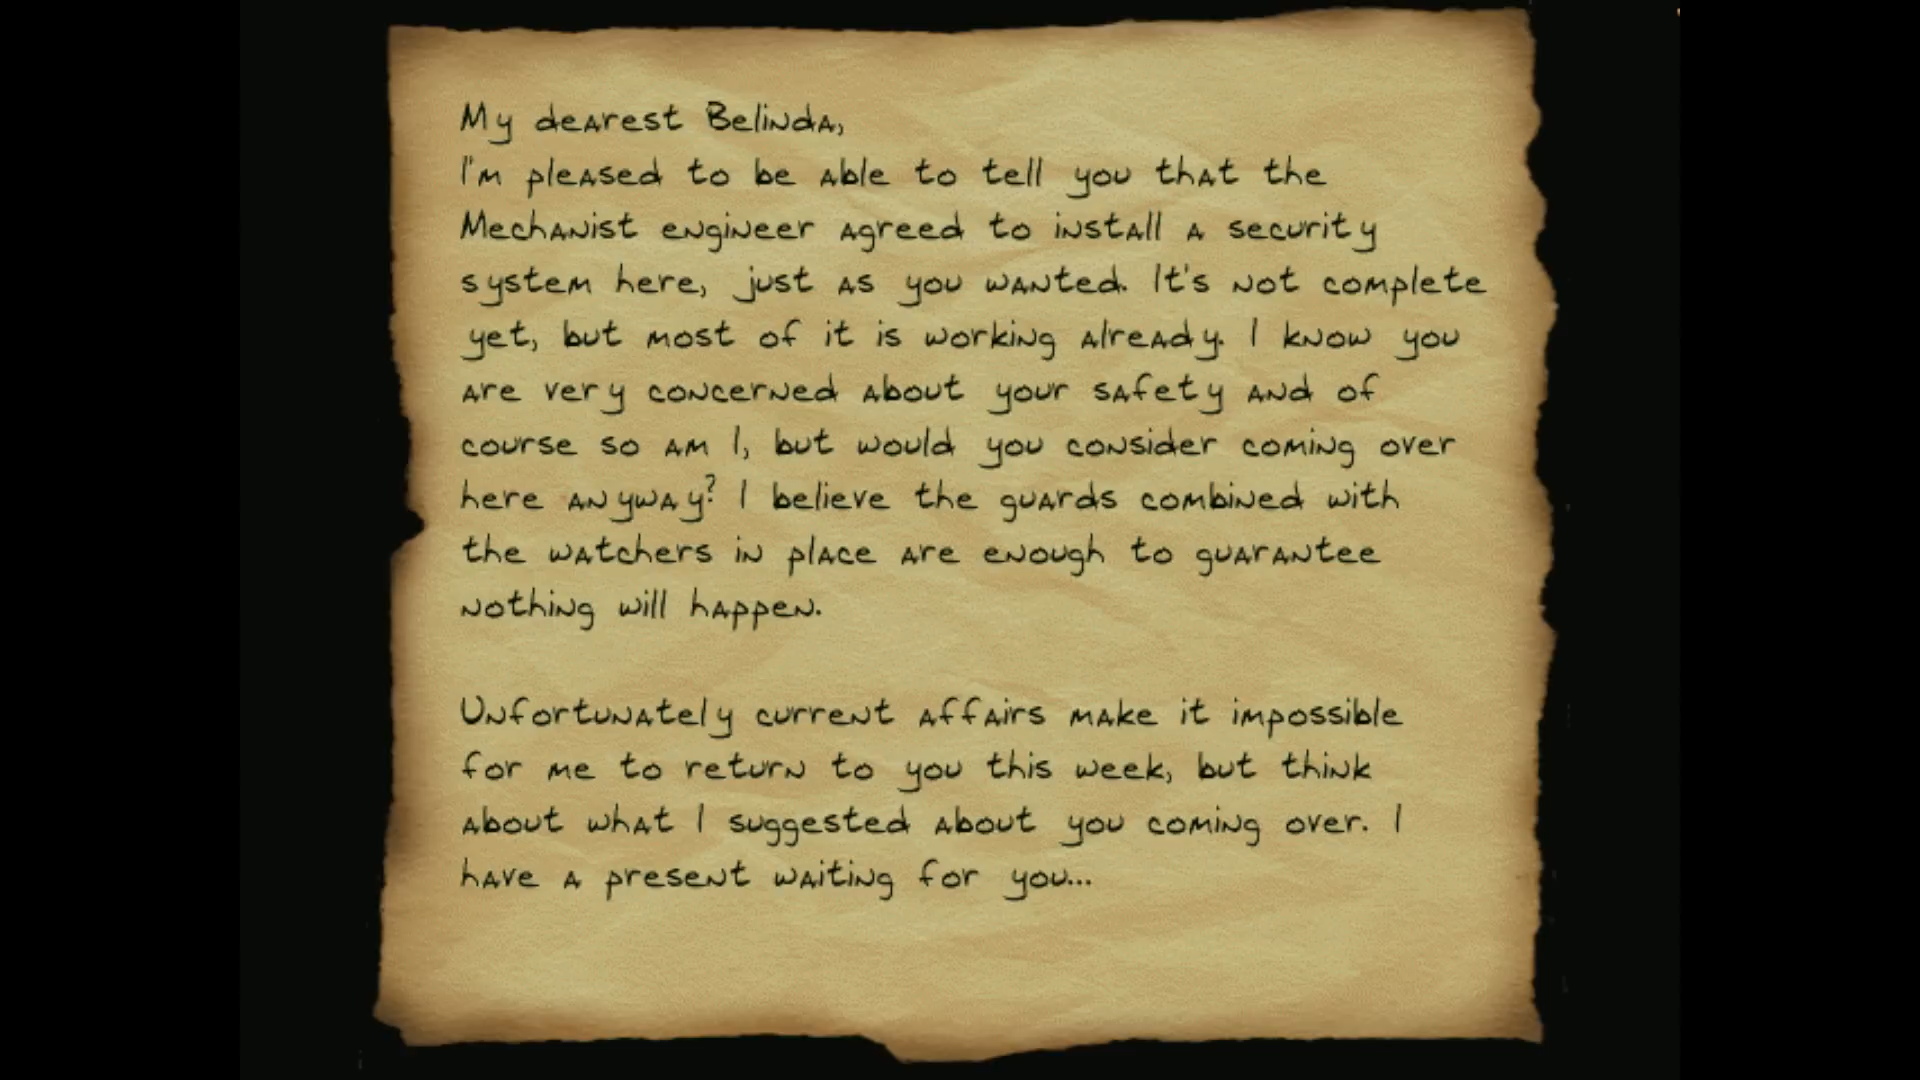 My dearest Belinda,
I'm pleased to be able to tell you that the
Mechanist engineer agreed to install a security
system here, just as you wanted. It's not complete
yet, but most of it is working already. I know you
are very concerned about your safety and of
course so am I, but would you consider coming over
here anyway? I believe the guards combined with
the watchers in place are enough to guarantee
nothing will happen.
Unfortunately current affairs make it impossible
for me to return to you this week, but think
about what I suggested about you coming over. I
have a present waiting for you...